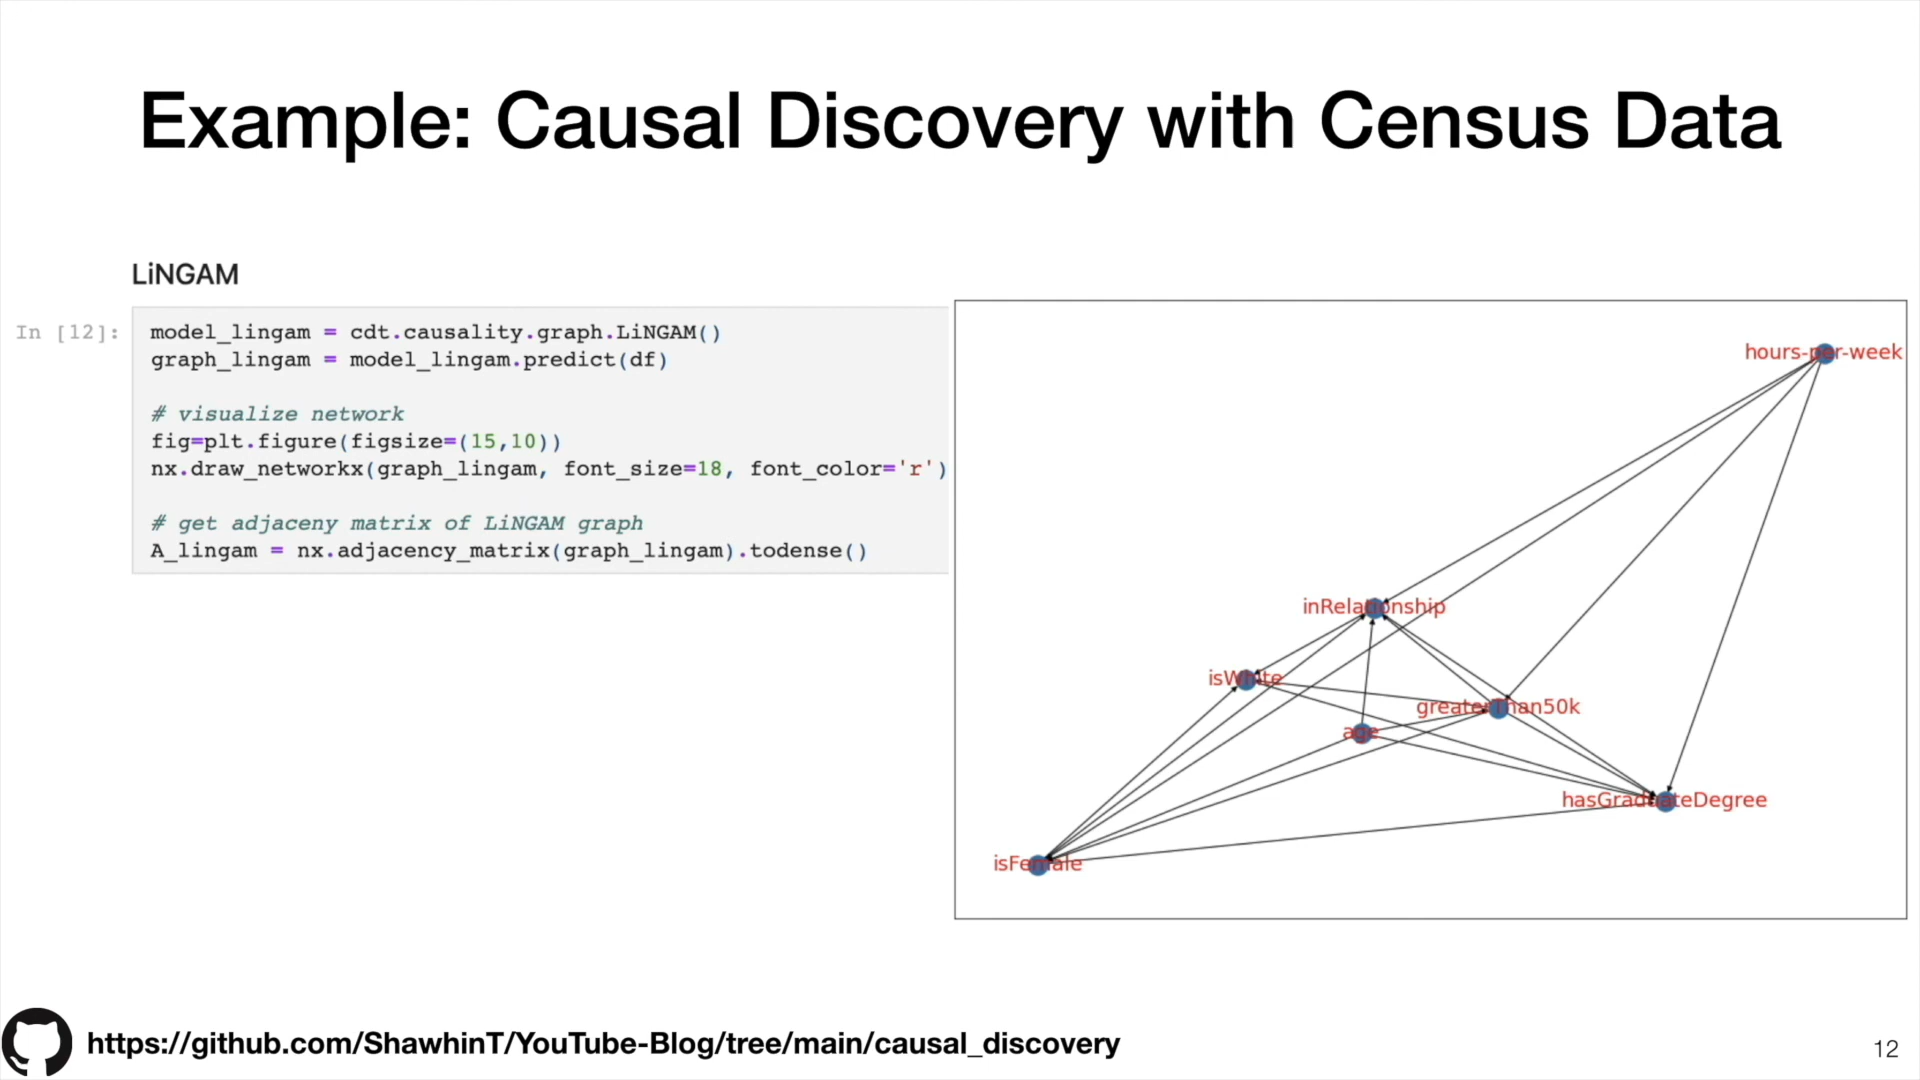 Example: Causal Discovery with Census Data
LiNGAM
In [12]:
model_lingam = cdt.causality.graph.LiNGAM()
graph_lingam = model_lingam.predict(df)
# visualize network
fig=plt.figure(figsize=(15,10))
nx.draw_networkx(graph_lingam, font_size=18, font_color='r')
# get adjaceny matrix of LiNGAM graph
A_lingam = nx.adjacency_matrix(graph_lingam).todense()
hours-per-week
inRelationship
isWhite
greaterThan50k
age
hasGraduateDegree
isFemale
https://github.com/ShawhinT/YouTube-Blog/tree/main/causal_discovery
12